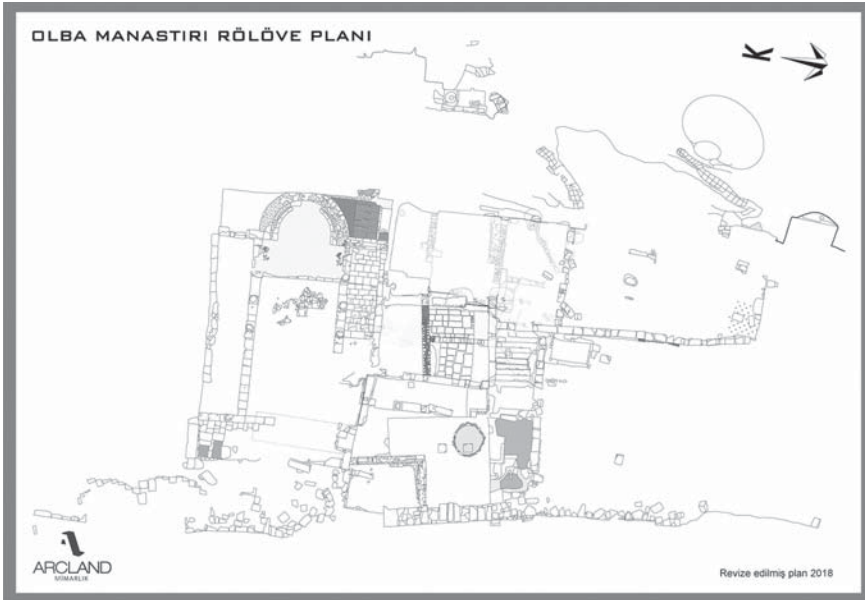 OLBA MANASTIRI RÖLÖVE PLANI
K
ARCLAND
MİMARLIK
Revize edilmiş plan 2018